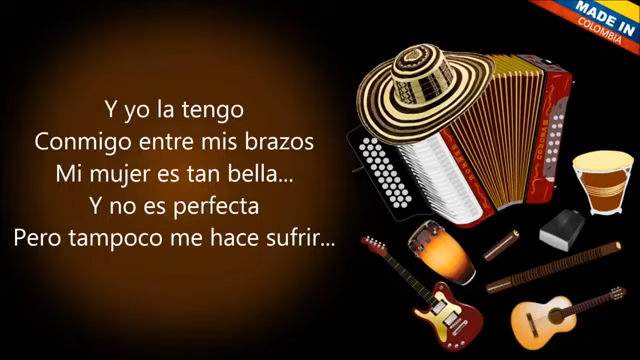 MADE IN
COLOMBIA
Y yo la tengo
Conmigo entre mis brazos
Mi mujer es tan bella...
Y no es perfecta
Pero tampoco me hace sufrir...